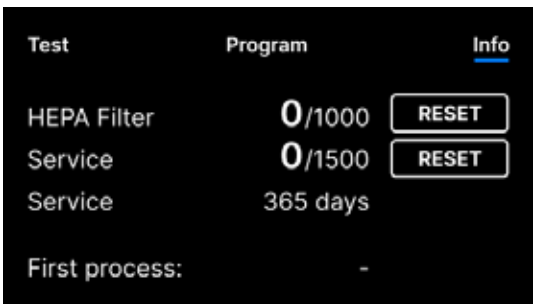 Test Program Info
HEPA Filter 0/1000 RESET
Service 0/1500 RESET
Service 365 days
First process: -